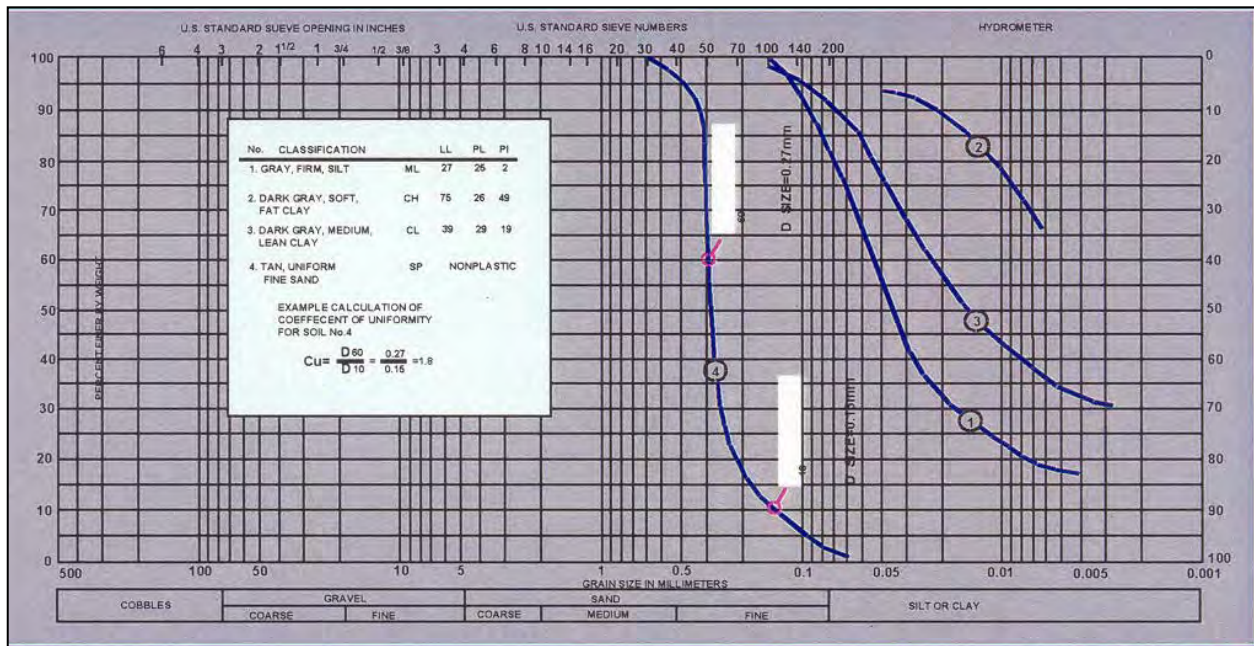 U.S. STANDARD SUEVE OPENING IN INCHES U.S. STANDARD SIEVE NUMBERS HYDROMETER
6 4 3 2 1 1/2 1 3/4 1/2 3/8 3 4 6 8 10 14 16 20 30 40 50 70 100 140 200
100 0
90 10
80 20
70 30
60 40
50 50
40 60
30 70
20 80
10 90
0 100
PERCENT FINER BY WEIGHT
No. CLASSIFICATION LL PL PI
1. GRAY, FIRM, SILT ML 27 25 2
2. DARK GRAY, SOFT, CH 75 26 49
FAT CLAY
3. DARK GRAY, MEDIUM, CL 39 29 19
LEAN CLAY
4. TAN, UNIFORM SP NONPLASTIC
FINE SAND
EXAMPLE CALCULATION OF
COEFFECENT OF UNIFORMITY
FOR SOIL No.4
Cu= D60 / D10 = 0.27 / 0.15 =1.8
D SIZE=0.27mm
60
D SIZE=0.15mm
10
2
3
4
1
500 100 50 10 5 1 0.5 0.1 0.05 0.01 0.005 0.001
GRAIN SIZE IN MILLIMETERS
COBBLES GRAVEL SAND SILT OR CLAY
COARSE FINE COARSE MEDIUM FINE